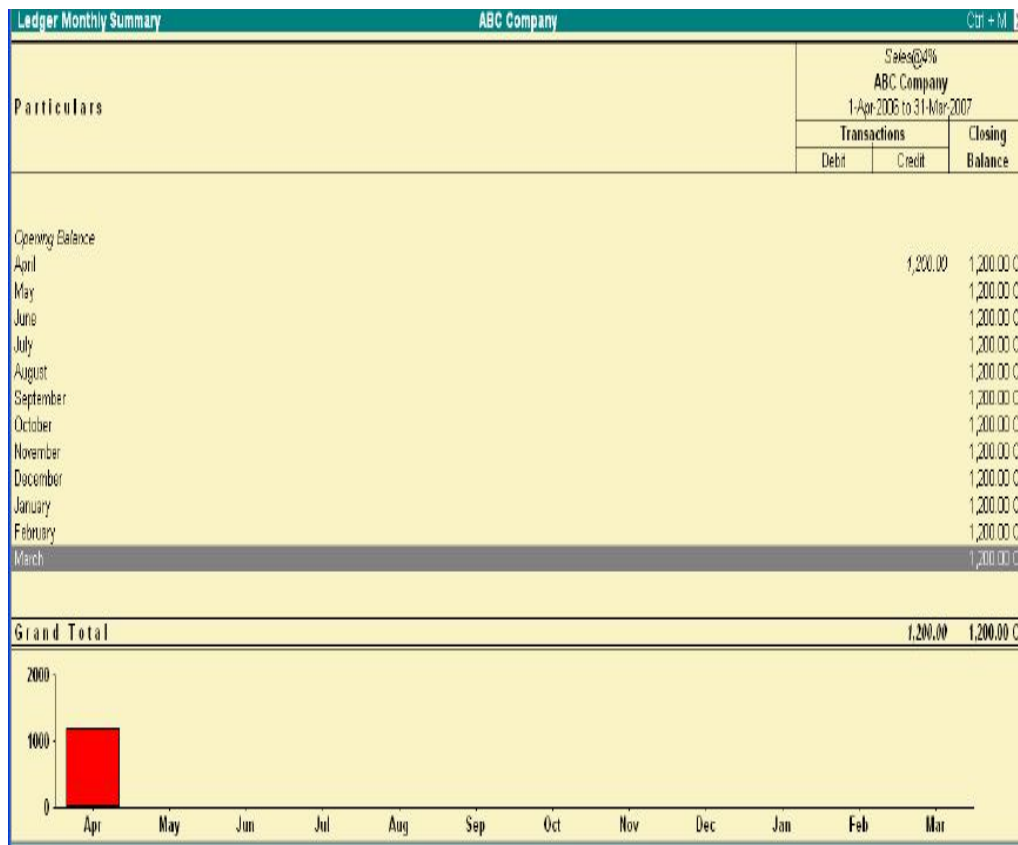 Ledger Monthly Summary ABC Company Ctrl + M
Particulars
Sales@4%
ABC Company
1-Apr-2006 to 31-Mar-2007
Transactions Closing
Debit Credit Balance
Opening Balance
April 1,200.00 1,200.00 C
May 1,200.00 C
June 1,200.00 C
July 1,200.00 C
August 1,200.00 C
September 1,200.00 C
October 1,200.00 C
November 1,200.00 C
December 1,200.00 C
January 1,200.00 C
February 1,200.00 C
March 1,200.00 C
Grand Total 1,200.00 1,200.00 C
2000
1000
0
Apr May Jun Jul Aug Sep Oct Nov Dec Jan Feb Mar